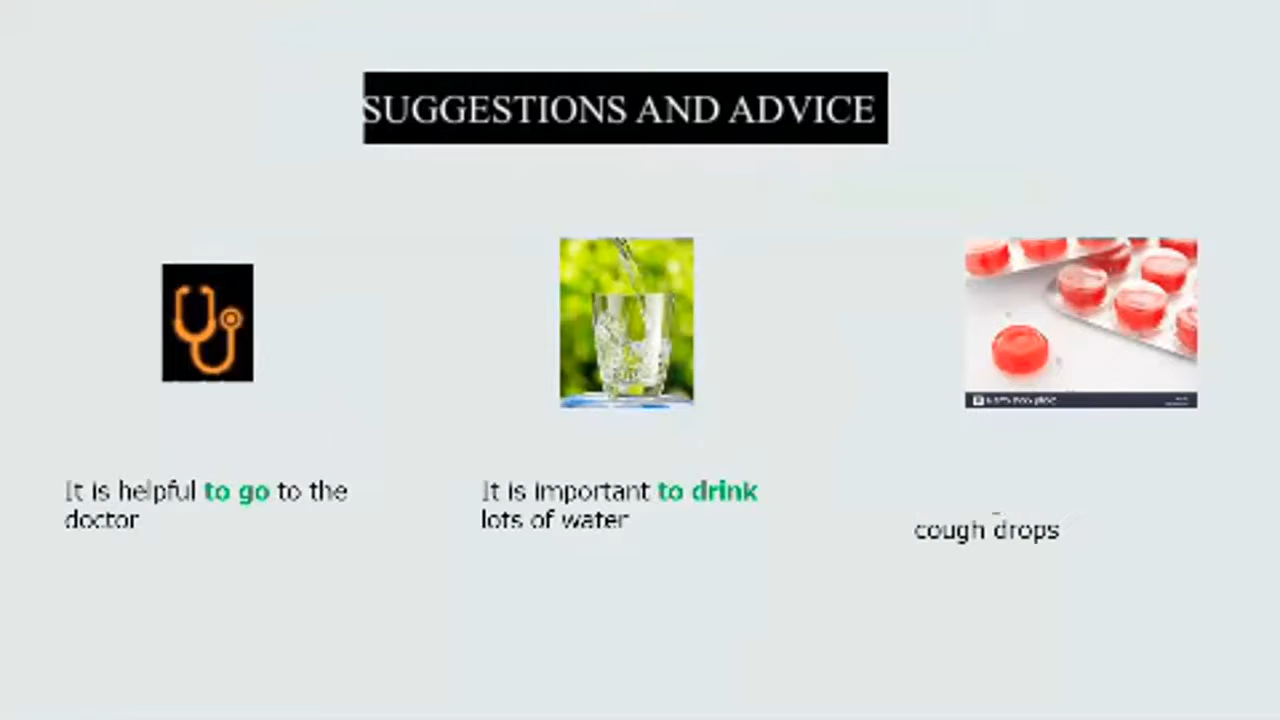 SUGGESTIONS AND ADVICE
It is helpful to go to the
doctor
It is important to drink
lots of water
cough drops